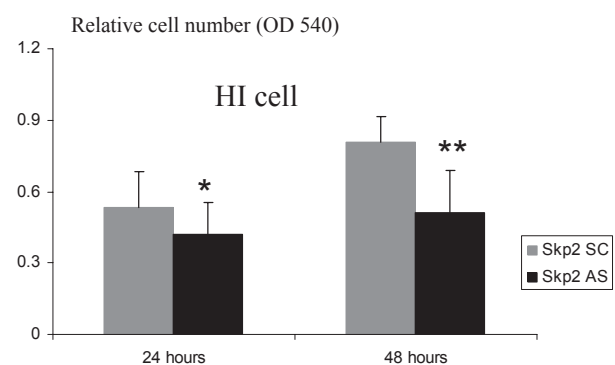 Relative cell number (OD 540)
1.2
HI cell
0.9
*
**
0.6
0.3
Skp2 SC
Skp2 AS
0
24 hours
48 hours